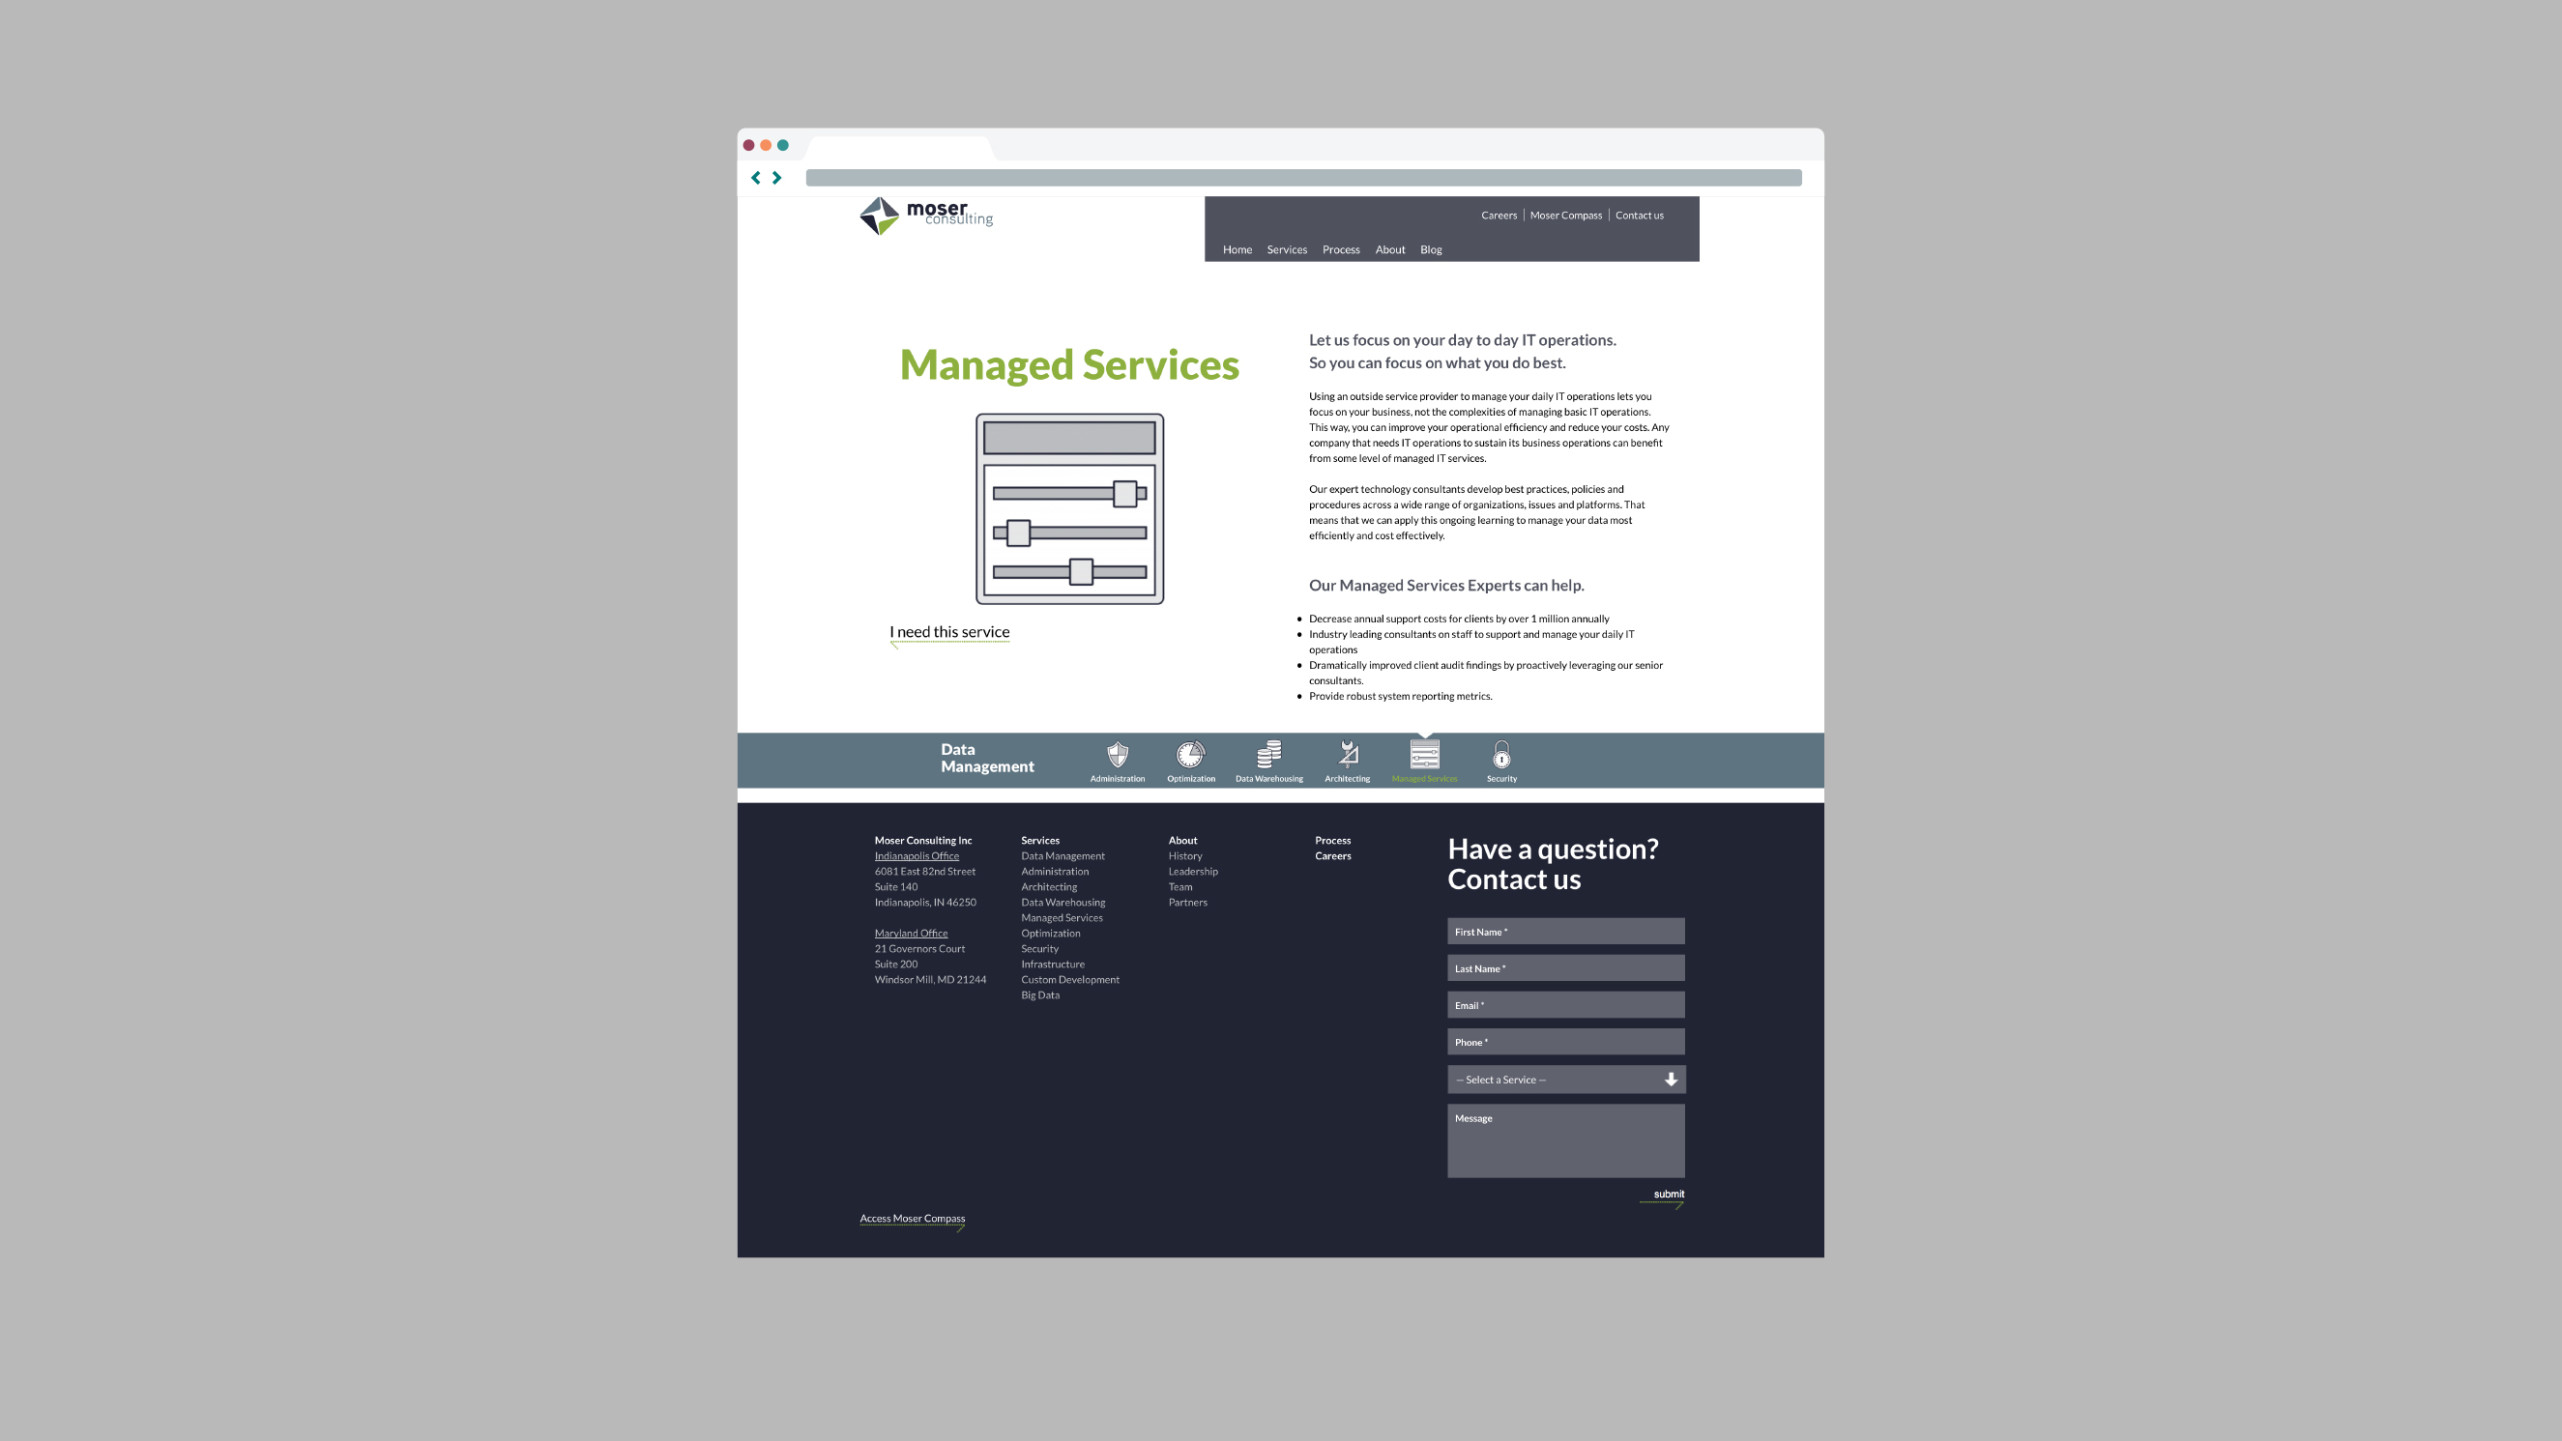 moser
consulting
Careers | Moser Compass | Contact us
Home Services Process About Blog
Managed Services
I need this service
Let us focus on your day to day IT operations.
So you can focus on what you do best.
Using an outside service provider to manage your daily IT operations lets you
focus on your business, not the complexities of managing basic IT operations.
This way, you can improve your operational efficiency and reduce your costs. Any
company that needs IT operations to sustain its business operations can benefit
from some level of managed IT services.
Our expert technology consultants develop best practices, policies and
procedures across a wide range of organizations, issues and platforms. That
means that we can apply this ongoing learning to manage your data most
efficiently and cost effectively.
Our Managed Services Experts can help.
• Decrease annual support costs for clients by over 1 million annually
• Industry leading consultants on staff to support and manage your daily IT
operations
• Dramatically improved client audit findings by proactively leveraging our senior
consultants.
• Provide robust system reporting metrics.
Data
Management
Administration Optimization Data Warehousing Architecting Managed Services Security
Moser Consulting Inc
Indianapolis Office
6081 East 82nd Street
Suite 140
Indianapolis, IN 46250
Maryland Office
21 Governors Court
Suite 200
Windsor Mill, MD 21244
Services
Data Management
Administration
Architecting
Data Warehousing
Managed Services
Optimization
Security
Infrastructure
Custom Development
Big Data
About
History
Leadership
Team
Partners
Process
Careers
Have a question?
Contact us
First Name *
Last Name *
Email *
Phone *
— Select a Service —
Message
submit
Access Moser Compass